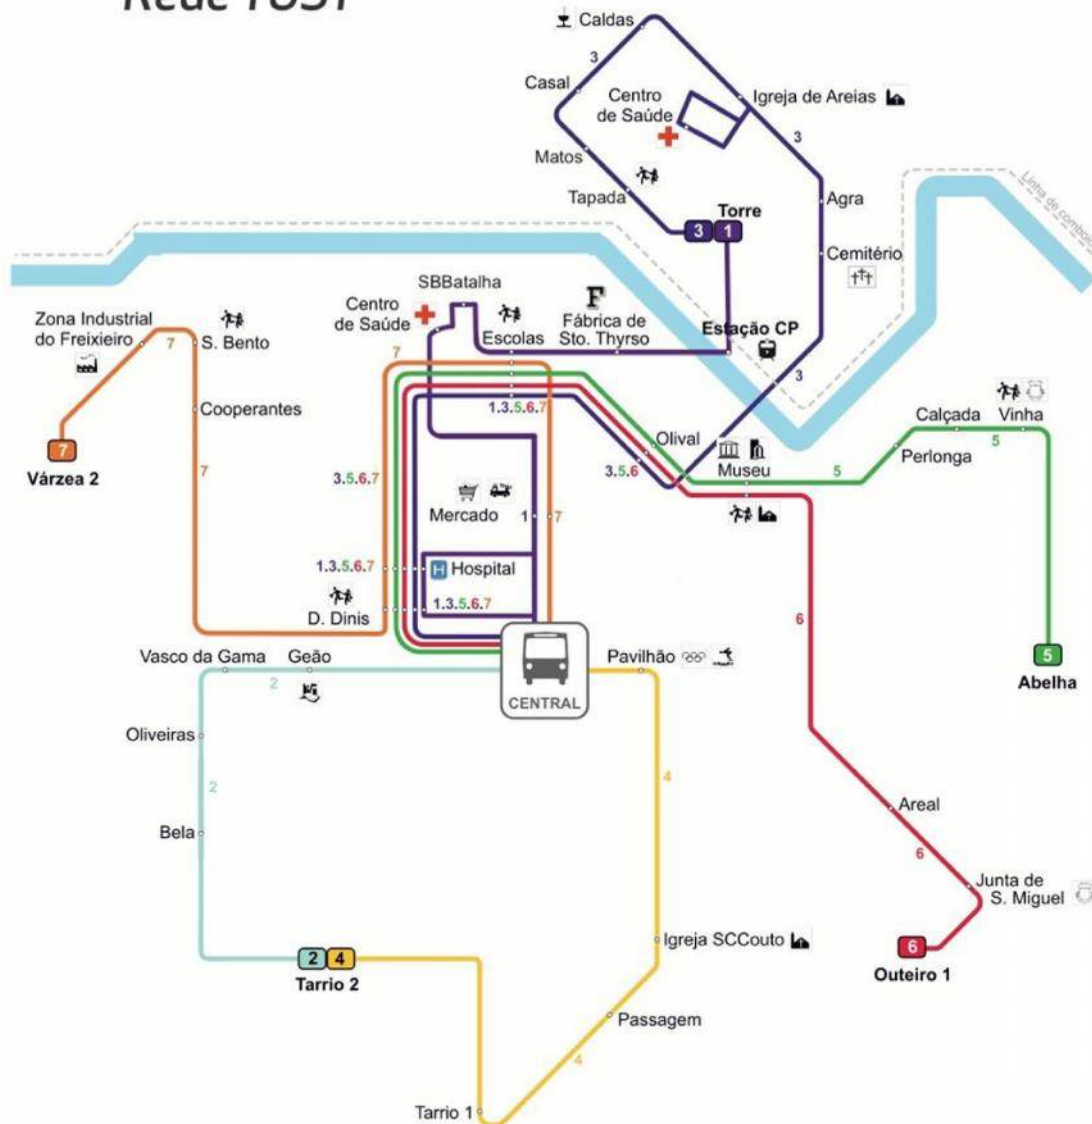 Rede TUST
Caldas
3
Casal
Centro
de Saúde
Igreja de Areias
3
Matos
Tapada
Agra
Torre
3 1
Linha de comboio
Cemitério
SBBatalha
Centro
de Saúde
Escolas
F
Fábrica de
Sto. Thyrso
Estação CP
3
Zona Industrial
do Freixieiro
7
S. Bento
7
1.3.5.6.7
Cooperantes
7
Várzea 2
7
3.5.6.7
Olival
3.5.6
Museu
5
Calçada
Vinha
5
Perlonga
Mercado
1
7
1.3.5.6.7
H Hospital
D. Dinis
1.3.5.6.7
6
5
Abelha
Vasco da Gama
Geão
2
CENTRAL
Pavilhão
Oliveiras
2
4
Bela
Areal
6
Junta de
S. Miguel
6
Outeiro 1
Igreja SCCouto
2 4
Tarrio 2
Passagem
4
Tarrio 1